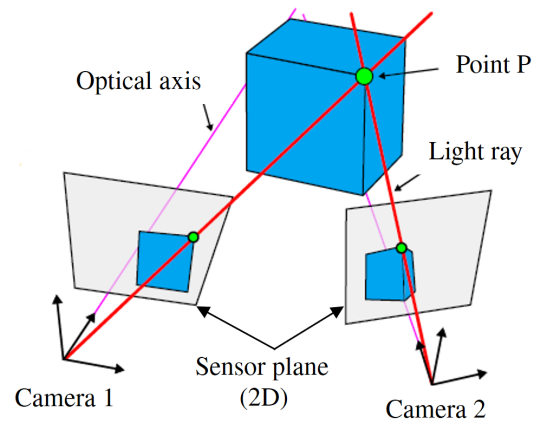 Optical axis
Point P
Light ray
Sensor plane
(2D)
Camera 1
Camera 2